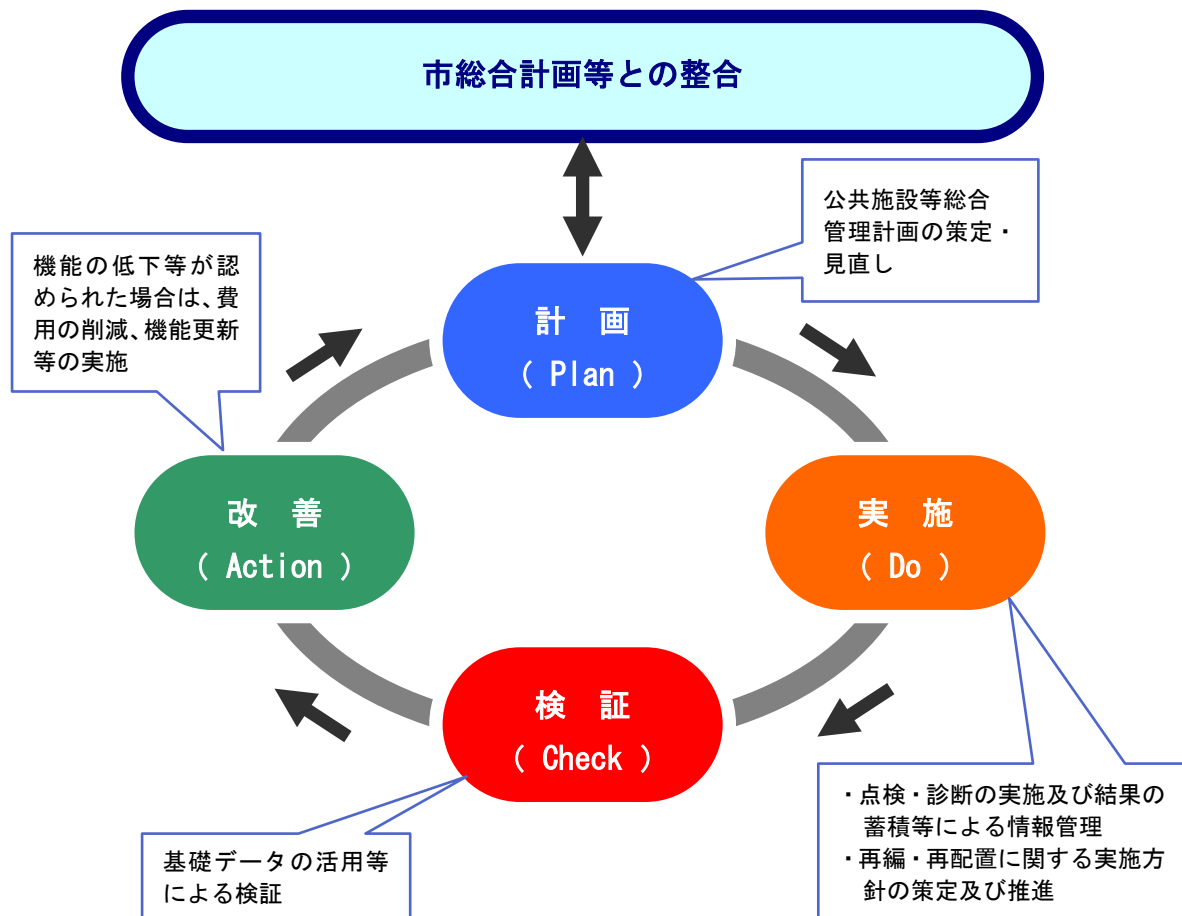 市総合計画等との整合
公共施設等総合
管理計画の策定・
見直し
機能の低下等が認
められた場合は、費
用の削減、機能更新
等の実施
計　画
（ Plan ）
改　善
（ Action ）
実　施
（ Do ）
検　証
（ Check ）
・点検・診断の実施及び結果の
蓄積等による情報管理
・再編・再配置に関する実施方
針の策定及び推進
基礎データの活用等
による検証